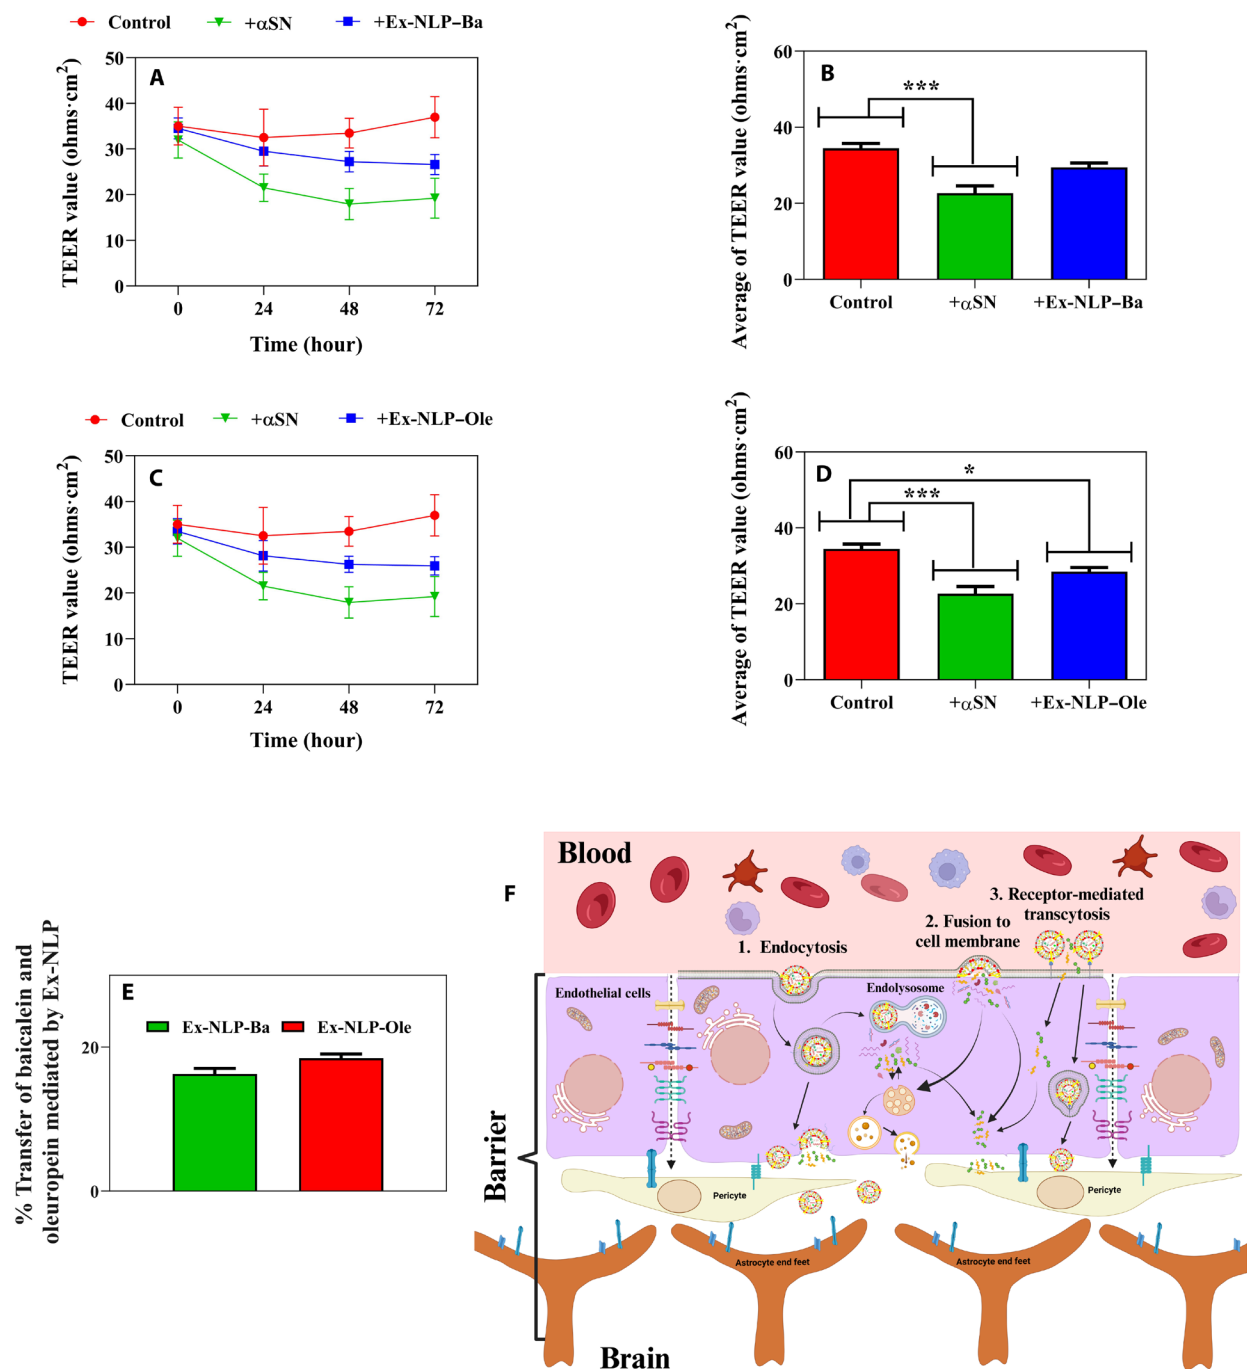 Control
+αSN
+Ex-NLP–Ba
A
TEER value (ohms·cm²)
50
40
30
20
10
0
0 24 48 72
Time (hour)
B
***
Average of TEER value (ohms·cm²)
60
40
20
0
Control +αSN +Ex-NLP–Ba
Control
+αSN
+Ex-NLP–Ole
C
TEER value (ohms·cm²)
50
40
30
20
10
0
0 24 48 72
Time (hour)
D
*
***
Average of TEER value (ohms·cm²)
60
40
20
0
Control +αSN +Ex-NLP–Ole
E
% Transfer of baicalein and
oleuropin mediated by Ex-NLP
Ex-NLP-Ba Ex-NLP-Ole
20
0
F
Blood
3. Receptor-mediated
transcytosis
2. Fusion to
cell membrane
1. Endocytosis
Endothelial cells
Endolysosome
Barrier
Pericyte
Pericyte
Astrocyte end feet
Astrocyte end feet
Brain